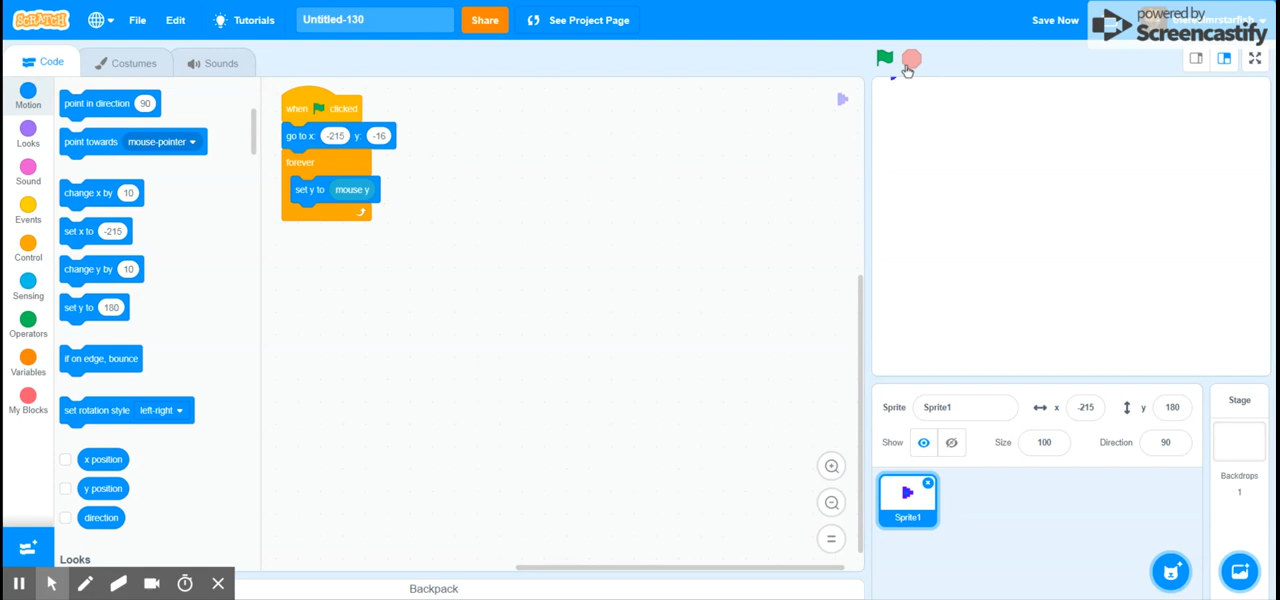 SCRATCH File Edit Tutorials Untitled-130 Share See Project Page Save Now
powered by
Screencastify
Code Costumes Sounds
Motion
Looks
Sound
Events
Control
Sensing
Operators
Variables
My Blocks
point in direction 90
point towards mouse-pointer
change x by 10
set x to -215
change y by 10
set y to 180
if on edge, bounce
set rotation style left-right
x position
y position
direction
Looks
when clicked
go to x: -215 y: -16
forever
set y to mouse y
Backpack
Sprite Sprite1 x -215 y 180
Show Size 100 Direction 90
Sprite1
Stage
Backdrops
1